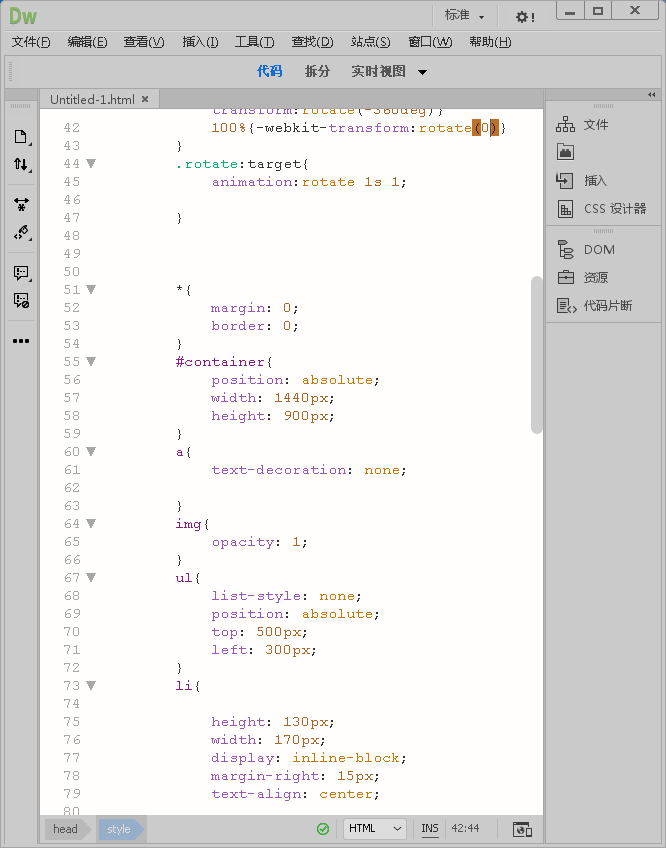 Dw
标准
文件(F) 编辑(E) 查看(V) 插入(I) 工具(T) 查找(D) 站点(S) 窗口(W) 帮助(H)
代码 拆分 实时视图
Untitled-1.html
transform:rotate(-360deg)}
42 100%{-webkit-transform:rotate(0)}
43 }
44 .rotate:target{
45 animation:rotate 1s 1;
46
47 }
48
49
50
51 *{
52 margin: 0;
53 border: 0;
54 }
55 #container{
56 position: absolute;
57 width: 1440px;
58 height: 900px;
59 }
60 a{
61 text-decoration: none;
62
63 }
64 img{
65 opacity: 1;
66 }
67 ul{
68 list-style: none;
69 position: absolute;
70 top: 500px;
71 left: 300px;
72 }
73 li{
74
75 height: 130px;
76 width: 170px;
77 display: inline-block;
78 margin-right: 15px;
79 text-align: center;
80
文件
插入
CSS 设计器
DOM
资源
代码片断
head style HTML INS 42:44